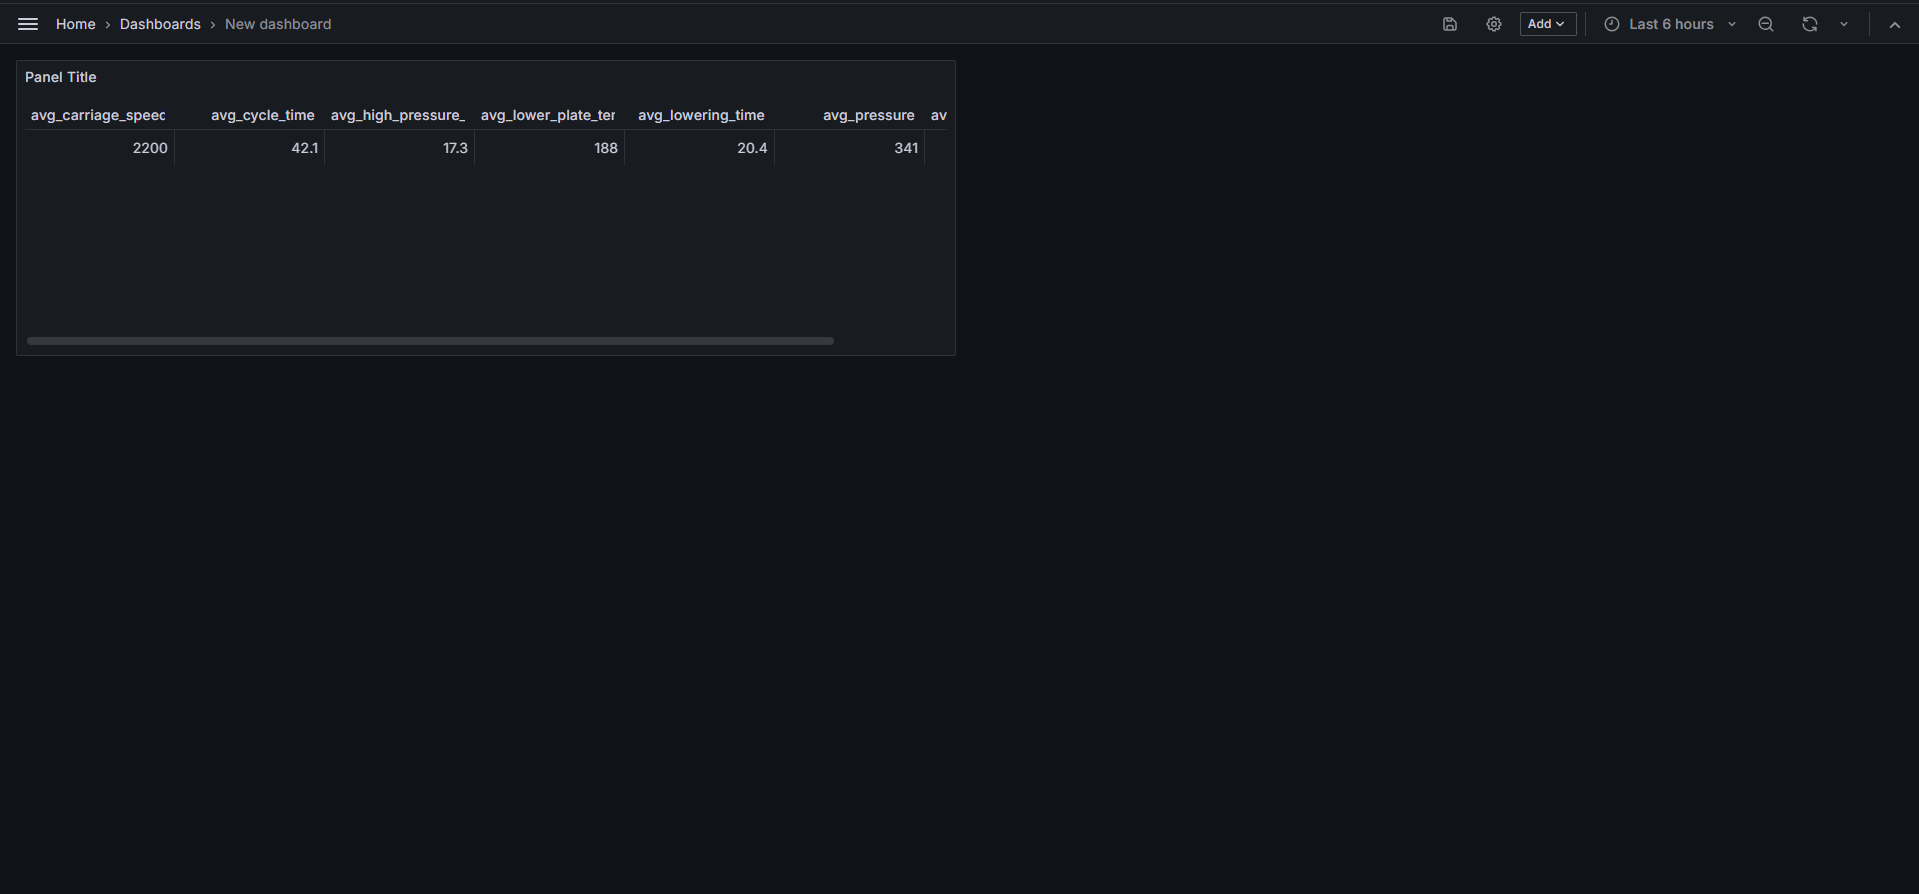 Home › Dashboards › New dashboard
Add
Last 6 hours
Panel Title
avg_carriage_speed avg_cycle_time avg_high_pressure_ avg_lower_plate_ter avg_lowering_time avg_pressure av
2200 42.1 17.3 188 20.4 341